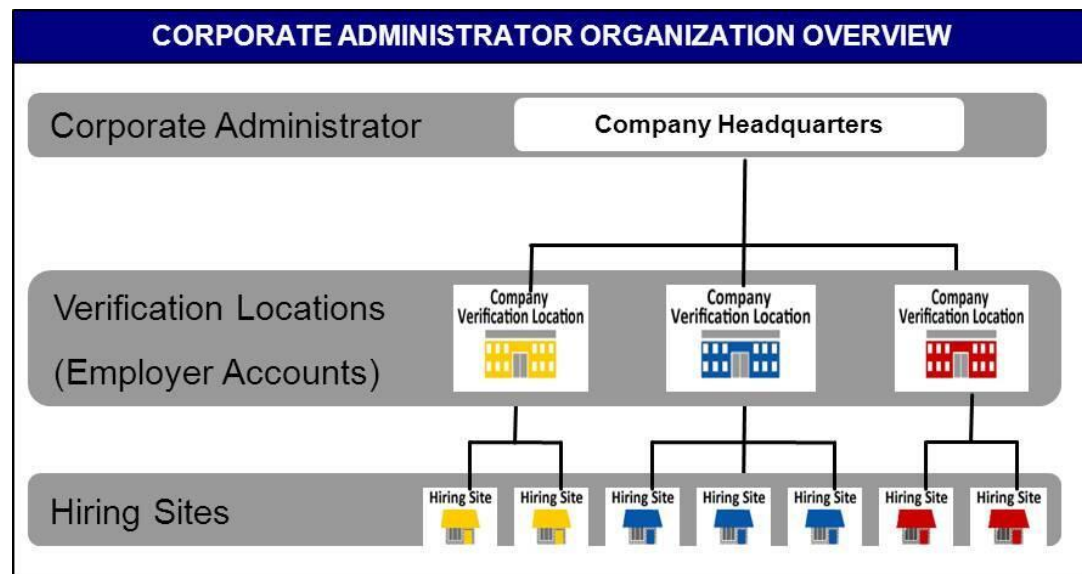 CORPORATE ADMINISTRATOR ORGANIZATION OVERVIEW
Corporate Administrator
Company Headquarters
Verification Locations
(Employer Accounts)
Company
Verification Location
Company
Verification Location
Company
Verification Location
Hiring Sites
Hiring Site
Hiring Site
Hiring Site
Hiring Site
Hiring Site
Hiring Site
Hiring Site